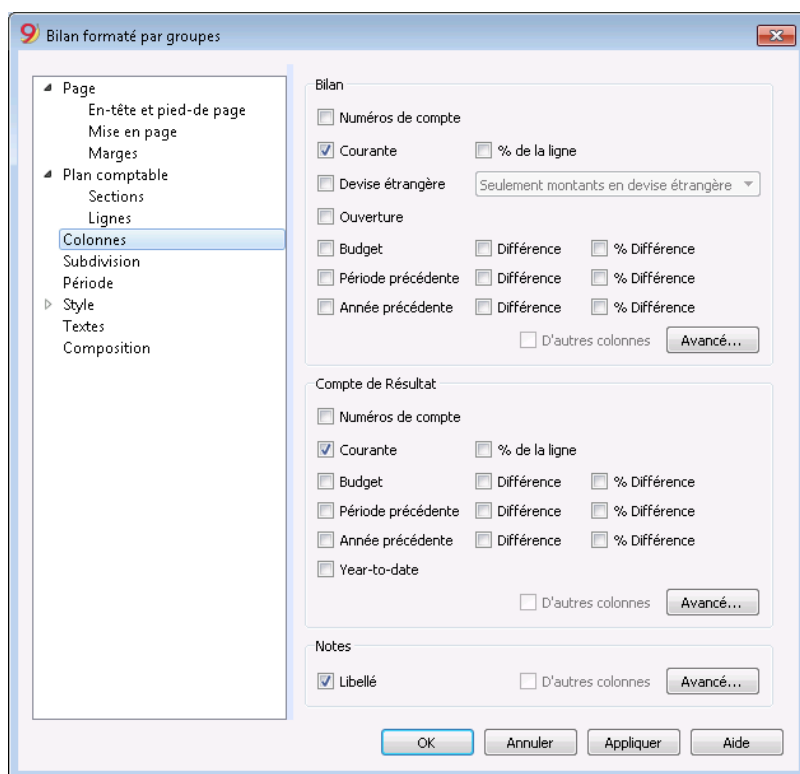 9 Bilan formaté par groupes
Page
En-tête et pied-de page
Mise en page
Marges
Plan comptable
Sections
Lignes
Colonnes
Subdivision
Période
Style
Textes
Composition
Bilan
Numéros de compte
Courante % de la ligne
Devise étrangère Seulement montants en devise étrangère
Ouverture
Budget Différence % Différence
Période précédente Différence % Différence
Année précédente Différence % Différence
D'autres colonnes Avancé...
Compte de Résultat
Numéros de compte
Courante % de la ligne
Budget Différence % Différence
Période précédente Différence % Différence
Année précédente Différence % Différence
Year-to-date
D'autres colonnes Avancé...
Notes
Libellé D'autres colonnes Avancé...
OK Annuler Appliquer Aide